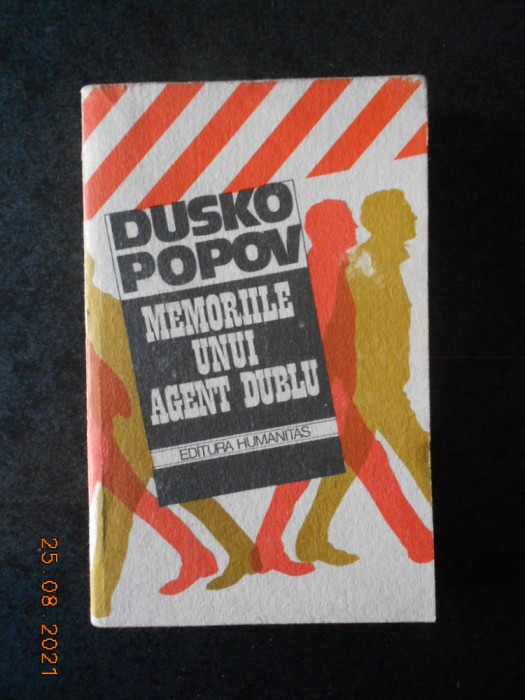 DUSKO
POPOV
MEMORIILE
UNUI
AGENT DUBLU
EDITURA HUMANITAS
25.08.2021